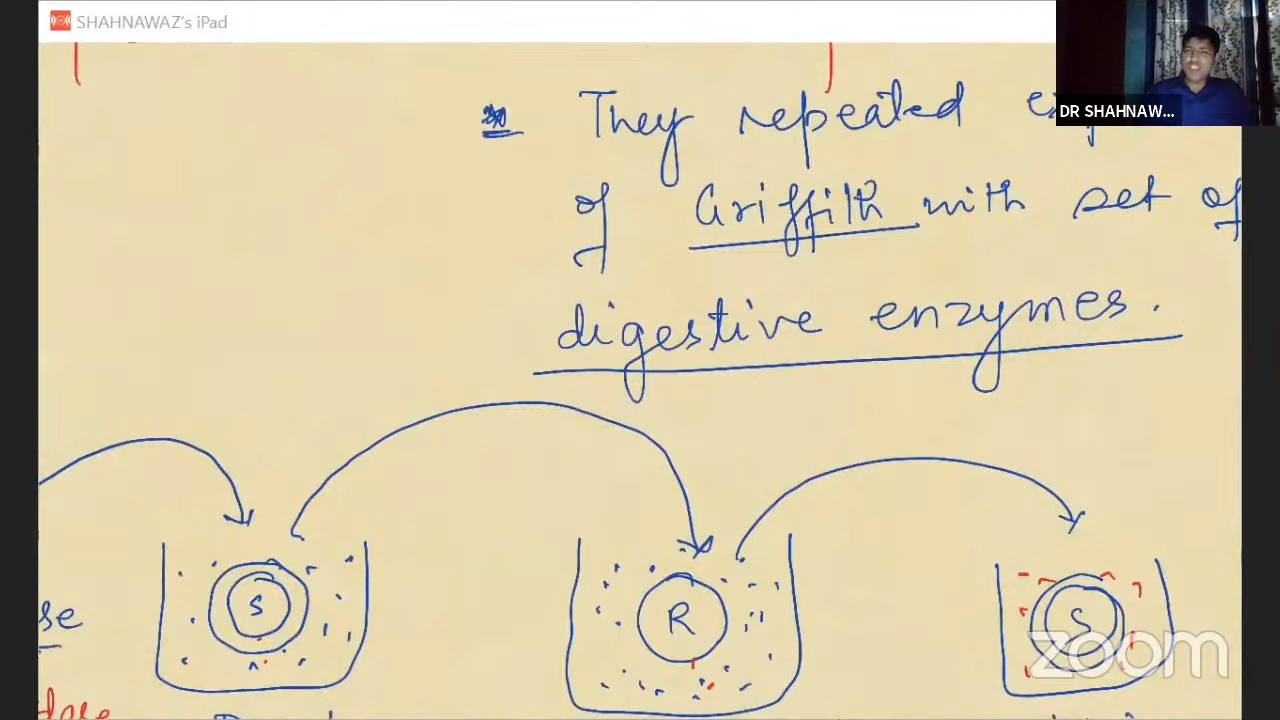 SHAHNAWAZ's iPad
DR SHAHNAW...
They repeated
of Griffith with set of
digestive enzymes.
S
R
S
se
zoom